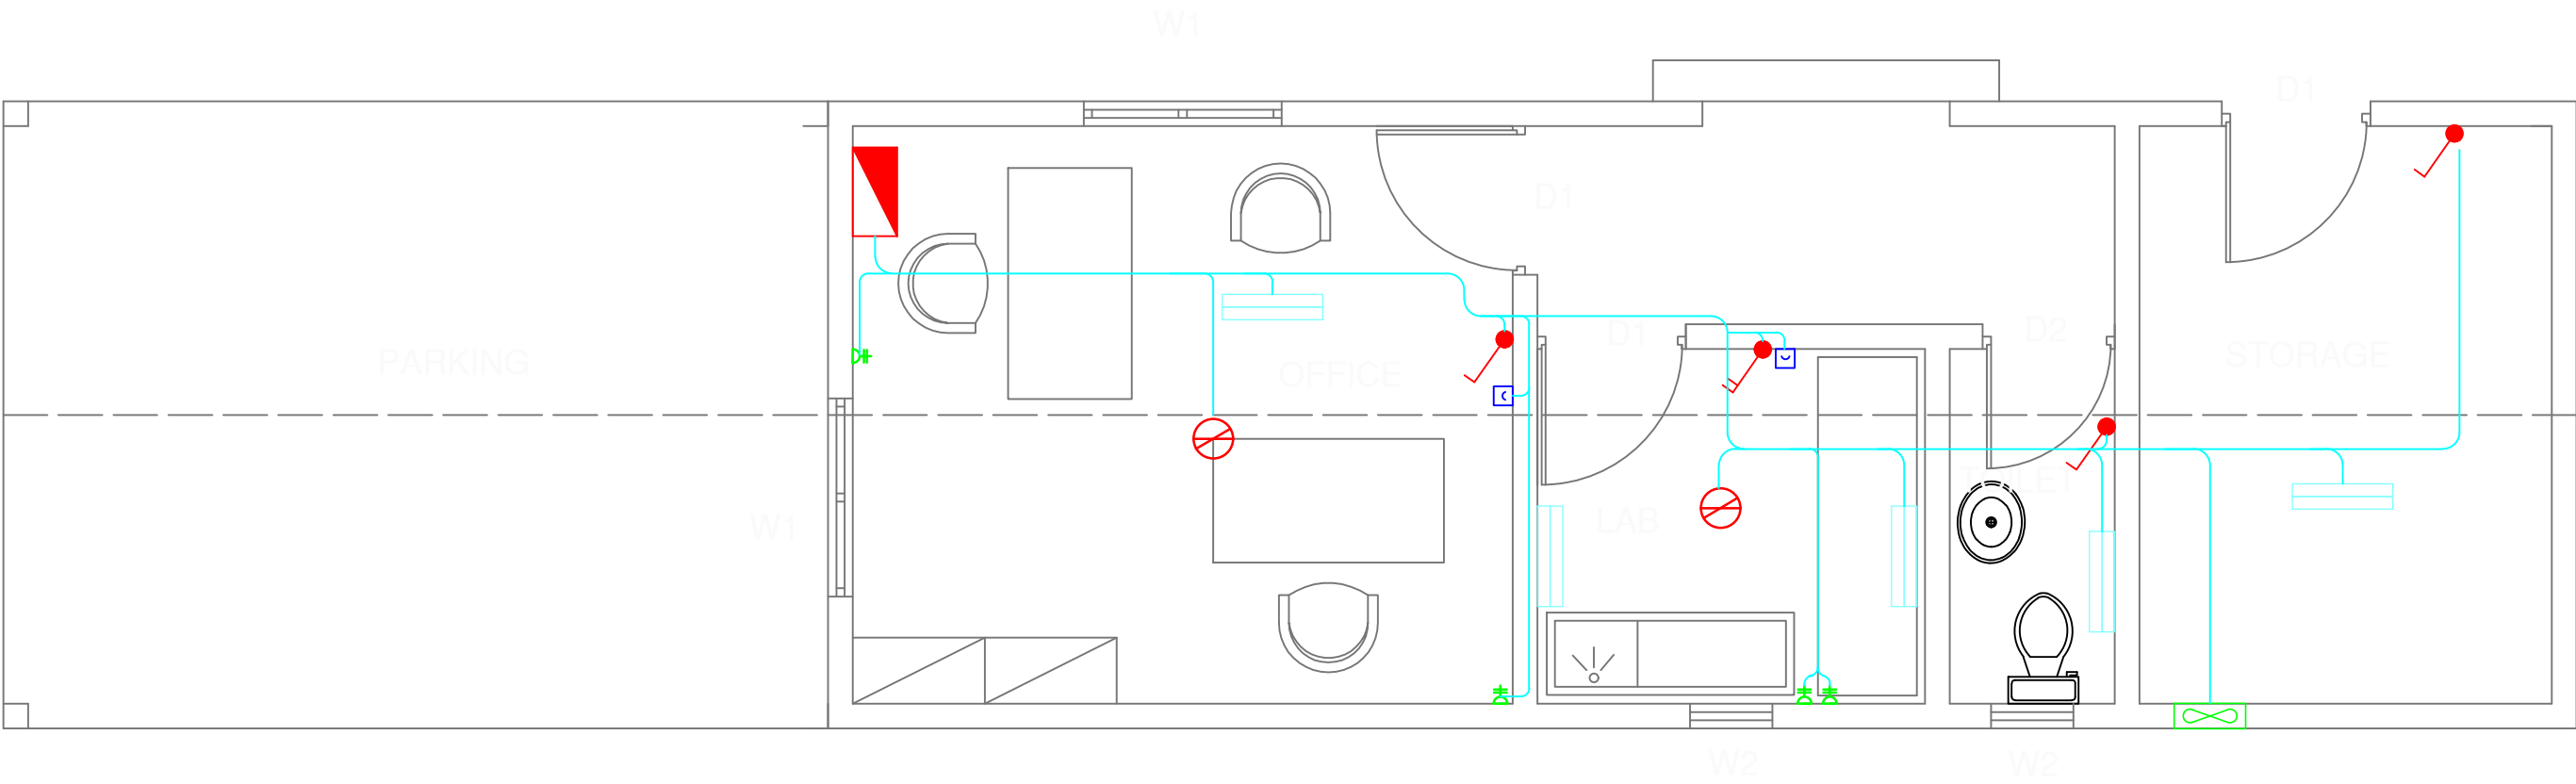 W1
D1
D1
D1
D2
STORAGE
PARKING
OFFICE
TOILET
W1
LAB
W2
W2